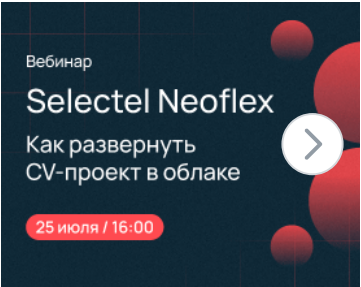 Вебинар
Selectel Neoflex
Как развернуть
CV-проект в облаке
25 июля / 16:00